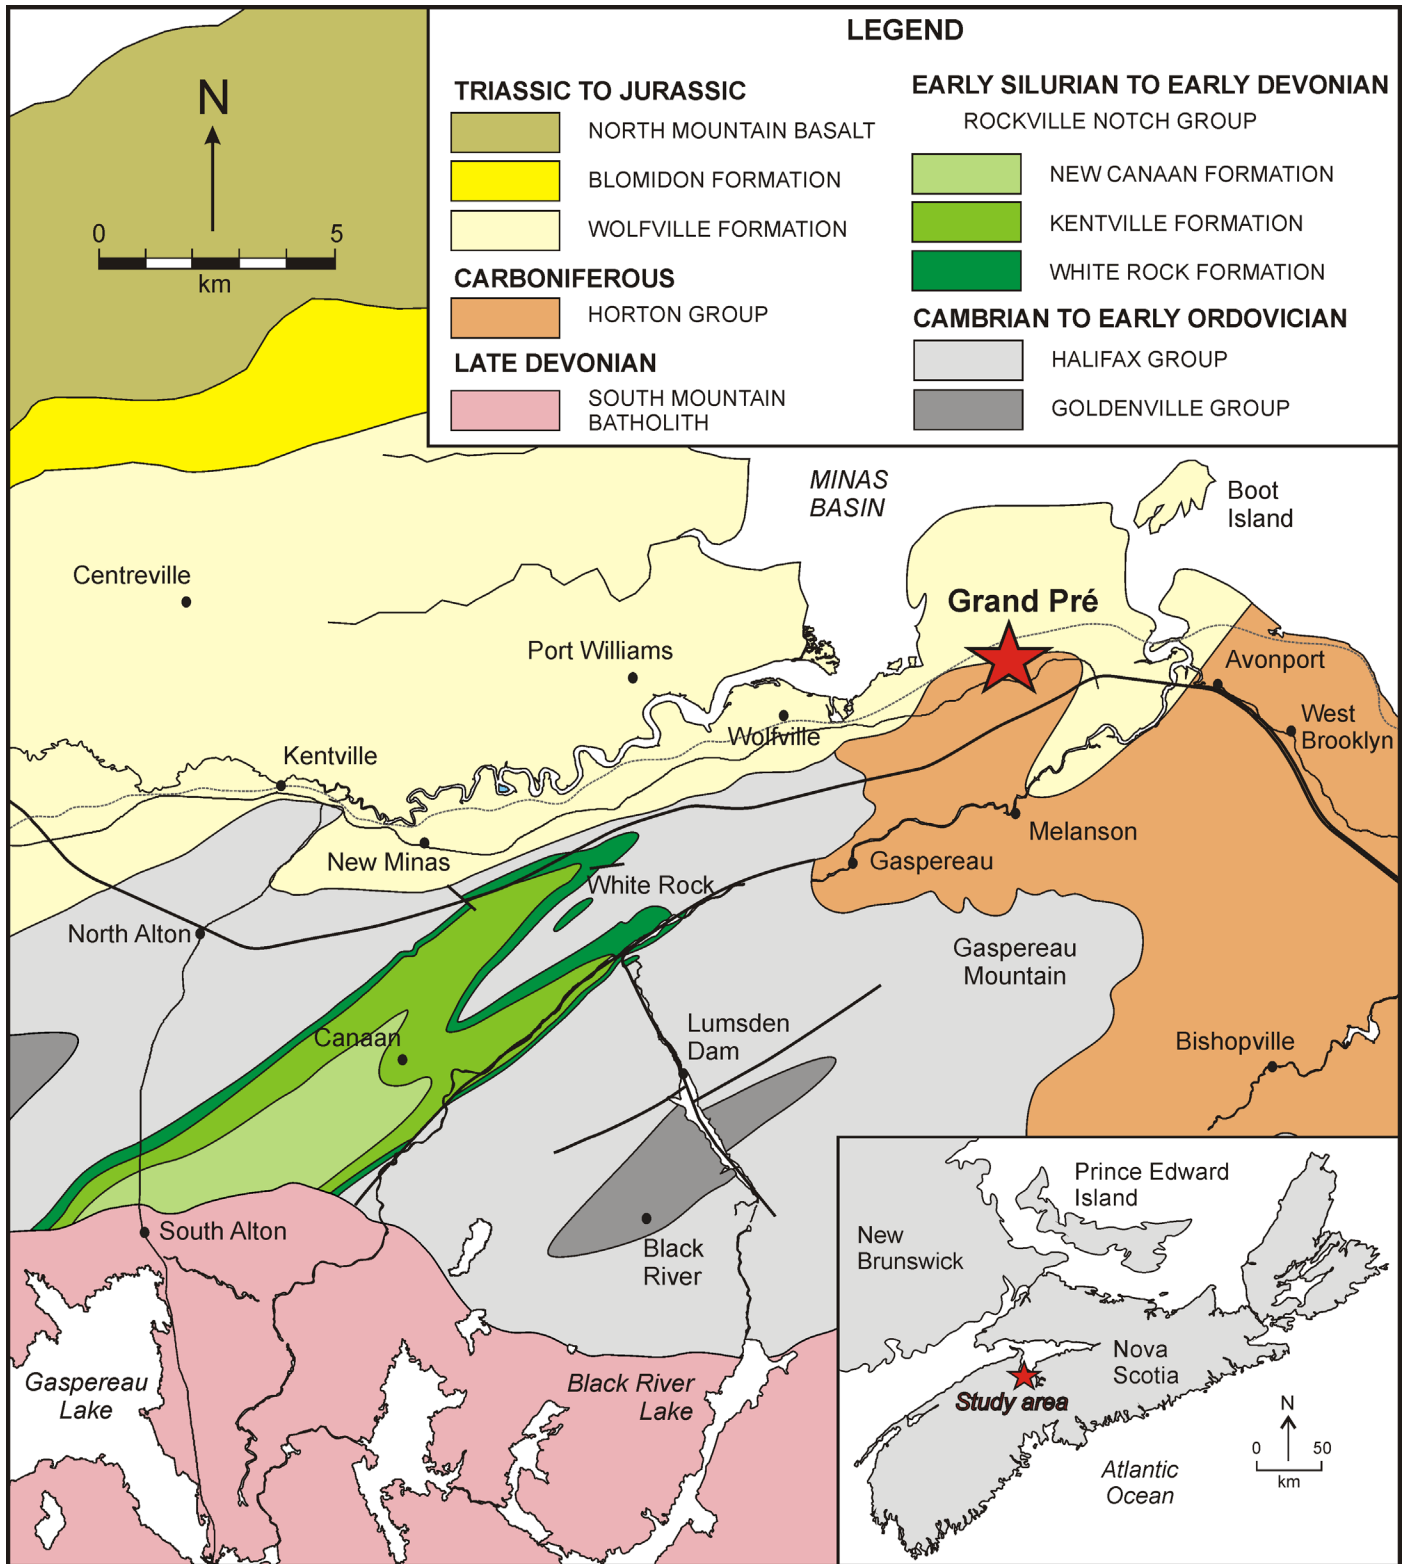 LEGEND
TRIASSIC TO JURASSIC
NORTH MOUNTAIN BASALT
BLOMIDON FORMATION
WOLFVILLE FORMATION
CARBONIFEROUS
HORTON GROUP
LATE DEVONIAN
SOUTH MOUNTAIN
BATHOLITH
EARLY SILURIAN TO EARLY DEVONIAN
ROCKVILLE NOTCH GROUP
NEW CANAAN FORMATION
KENTVILLE FORMATION
WHITE ROCK FORMATION
CAMBRIAN TO EARLY ORDOVICIAN
HALIFAX GROUP
GOLDENVILLE GROUP
N
0 5
km
MINAS
BASIN
Boot
Island
Centreville
Grand Pré
Port Williams
Avonport
West
Brooklyn
Wolfville
Kentville
New Minas
Melanson
Gaspereau
White Rock
North Alton
Gaspereau
Mountain
Lumsden
Dam
Canaan
Bishopville
South Alton
Black
River
Gaspereau
Lake
Black River
Lake
Prince Edward
Island
New
Brunswick
Nova
Scotia
Study area
N
0 50
km
Atlantic
Ocean